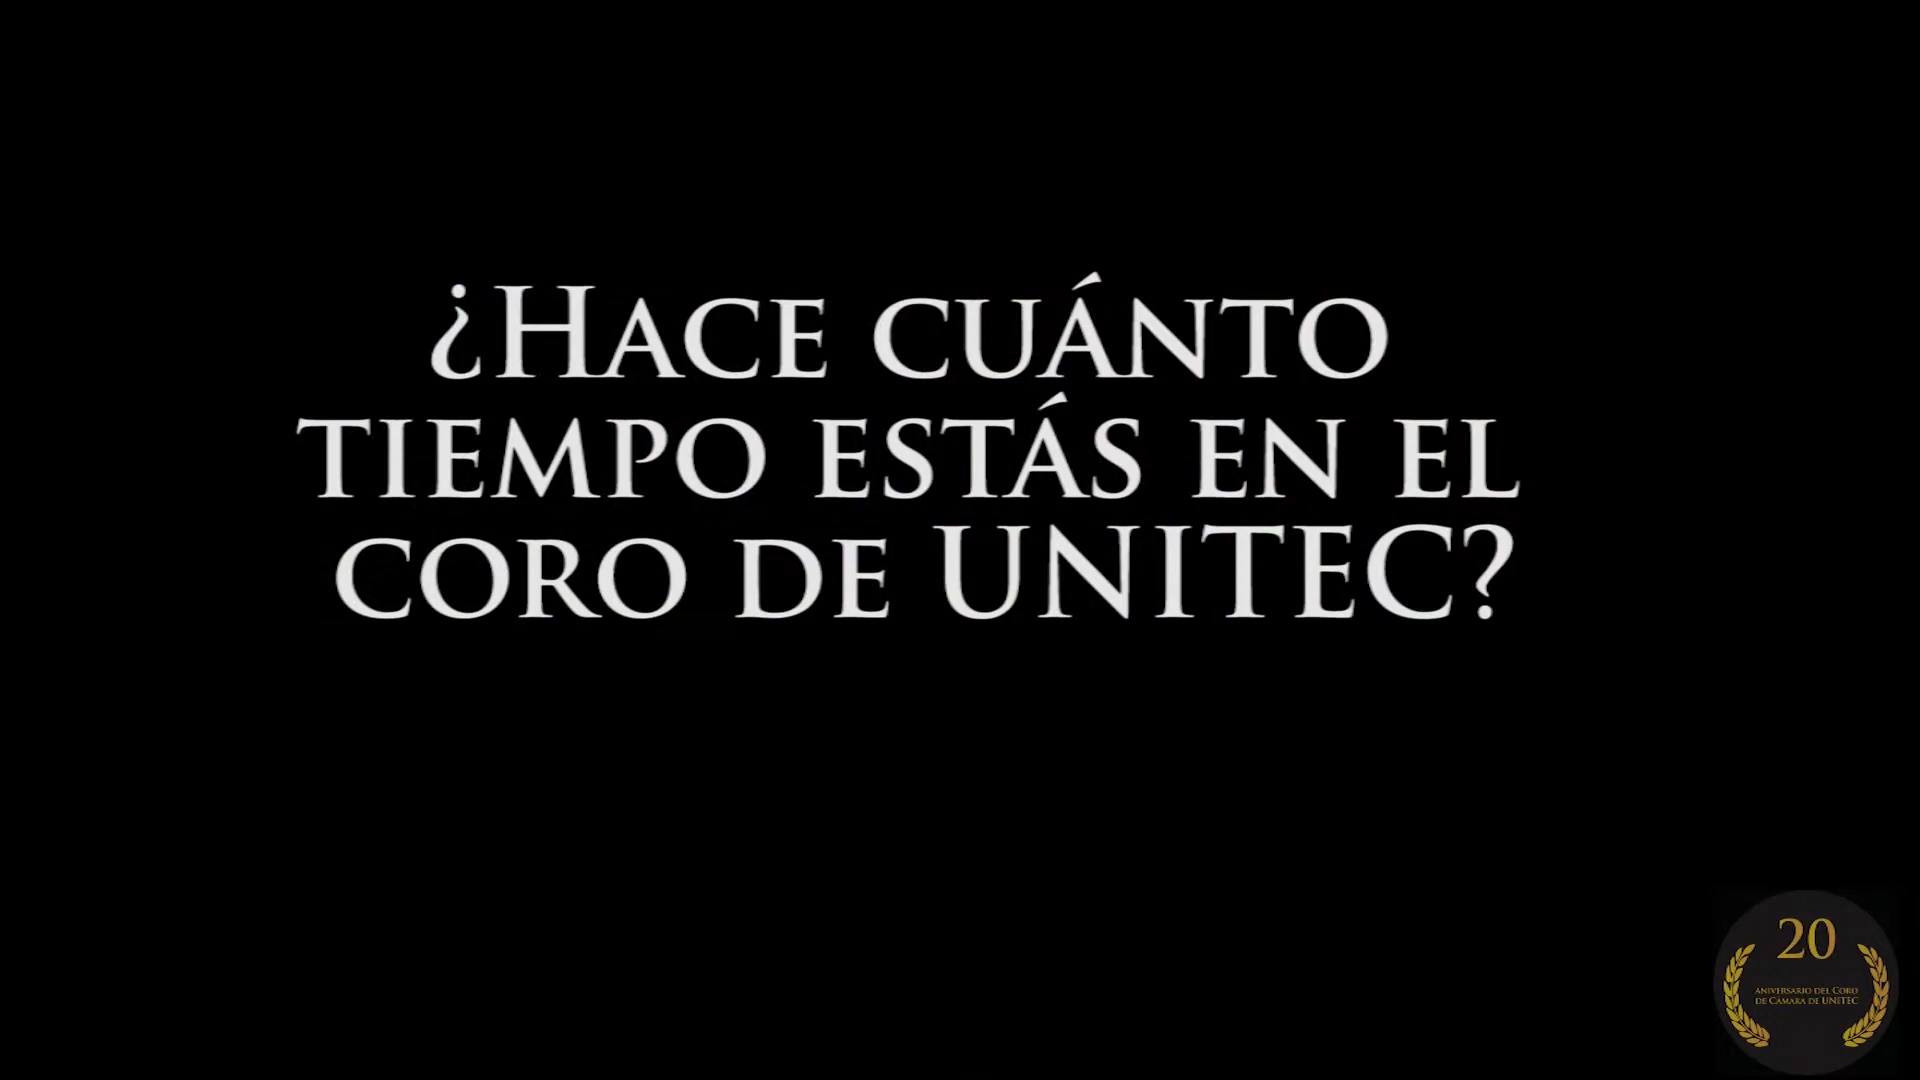 ¿Hace cuánto
tiempo estás en el
coro de UNITEC?
20
aniversario del Coro
de Cámara de UNITEC